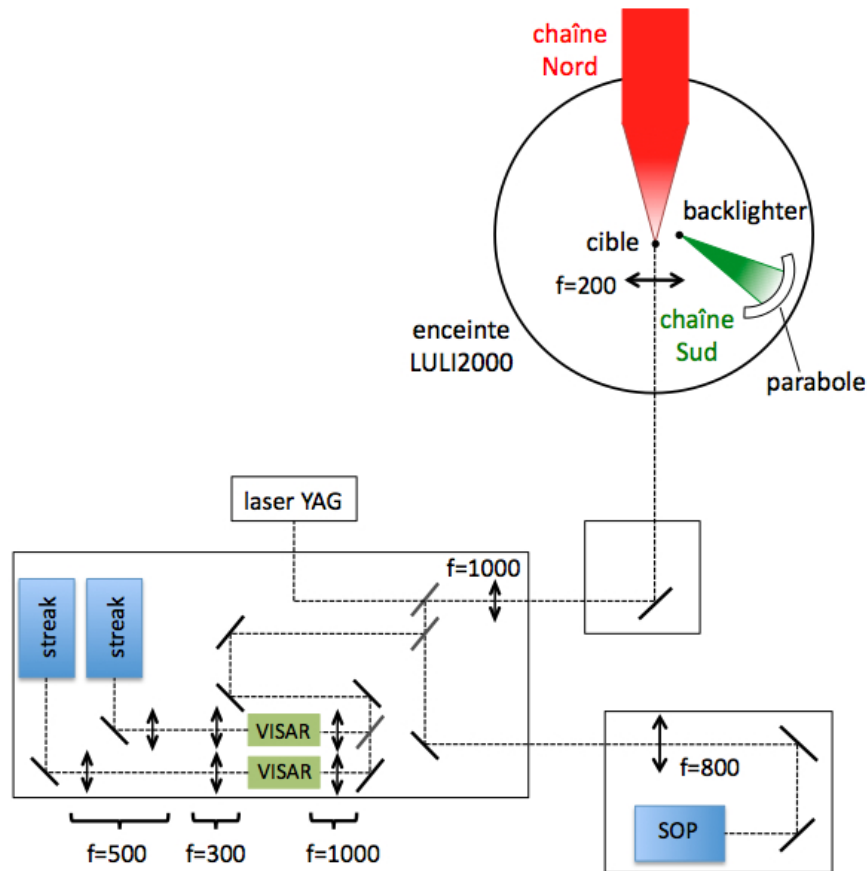 chaîne
Nord
backlighter
cible
f=200
chaîne
Sud
enceinte
LULI2000
parabole
laser YAG
f=1000
streak
streak
VISAR
VISAR
f=800
SOP
f=500
f=300
f=1000